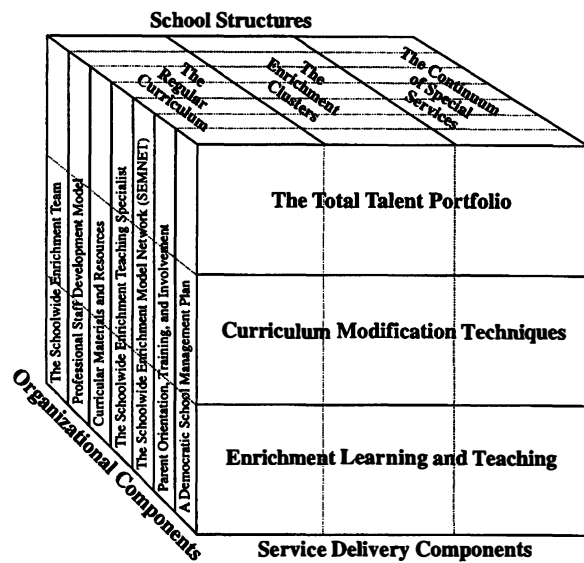 School Structures
The
Regular
Curriculum
The
Enrichment
Clusters
The Continuum
of Special
Services
The Schoolwide Enrichment Team
Professional Staff Development Model
Curricular Materials and Resources
The Schoolwide Enrichment Teaching Specialist
The Schoolwide Enrichment Model Network (SEMNET)
Parent Orientation, Training, and Involvement
A Democratic School Management Plan
The Total Talent Portfolio
Curriculum Modification Techniques
Enrichment Learning and Teaching
Organizational Components
Service Delivery Components